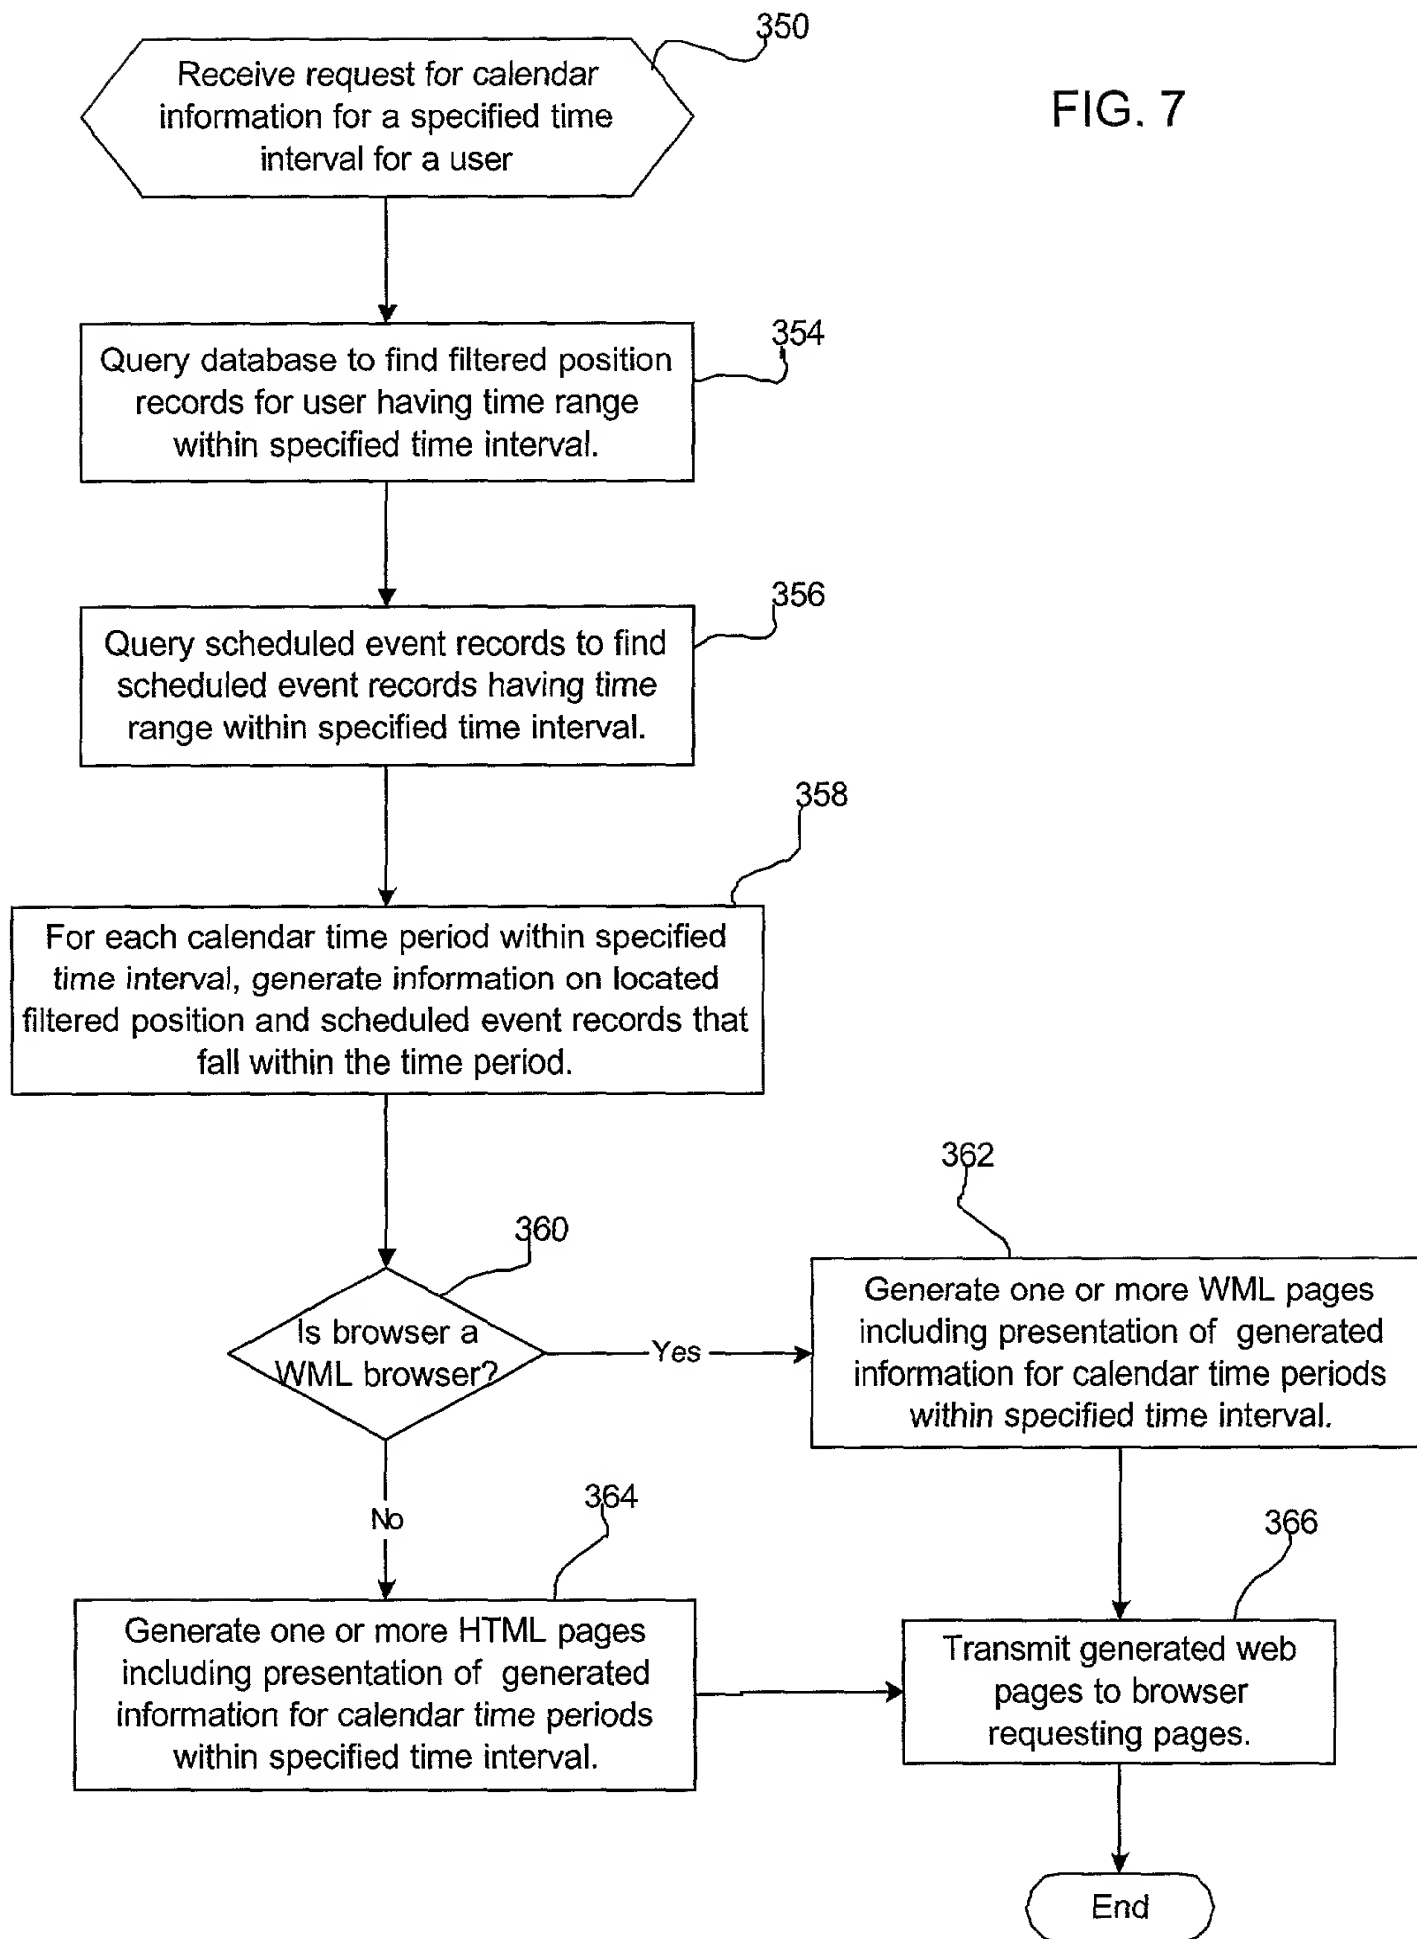 350
Receive request for calendar
information for a specified time
interval for a user
FIG. 7
354
Query database to find filtered position
records for user having time range
within specified time interval.
356
Query scheduled event records to find
scheduled event records having time
range within specified time interval.
358
For each calendar time period within specified
time interval, generate information on located
filtered position and scheduled event records that
fall within the time period.
360
Is browser a
WML browser?
Yes
362
Generate one or more WML pages
including presentation of generated
information for calendar time periods
within specified time interval.
No
364
Generate one or more HTML pages
including presentation of generated
information for calendar time periods
within specified time interval.
366
Transmit generated web
pages to browser
requesting pages.
End